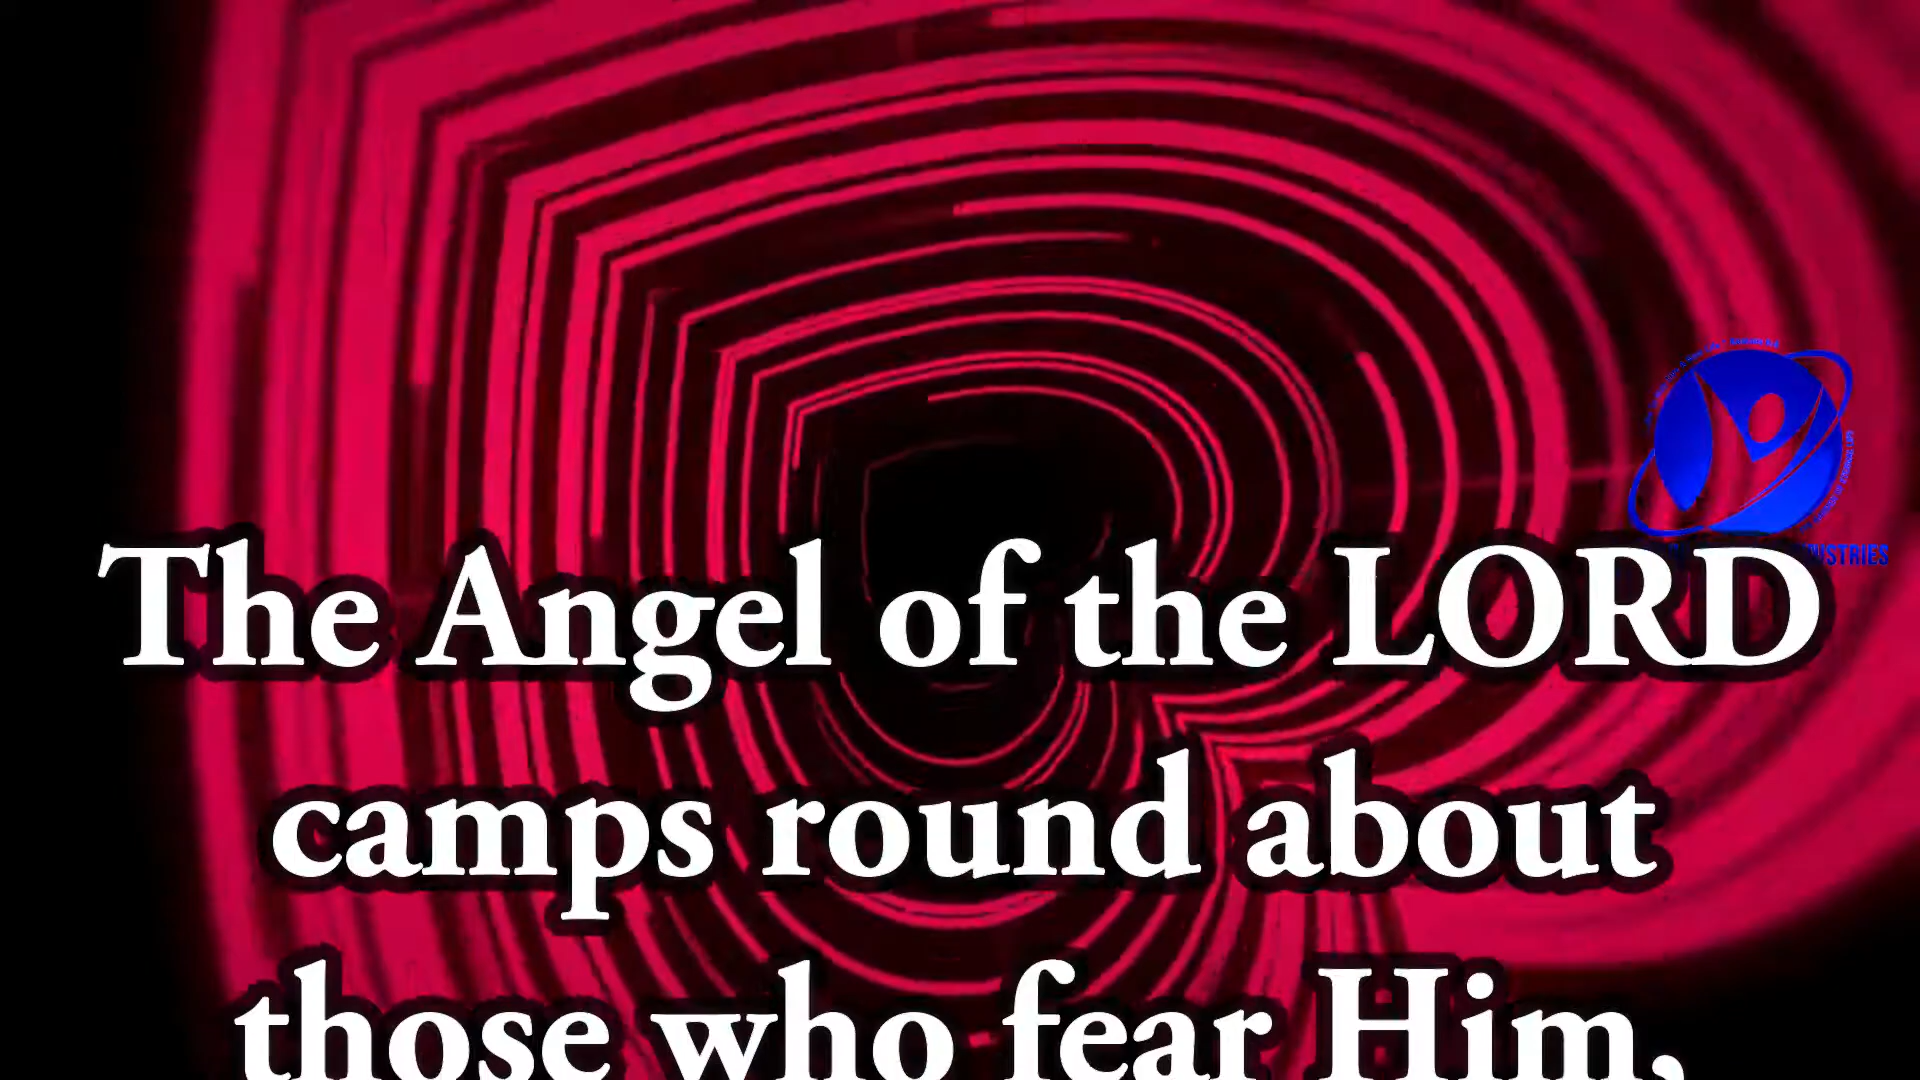 The Angel of the LORD
camps round about
those who fear Him,